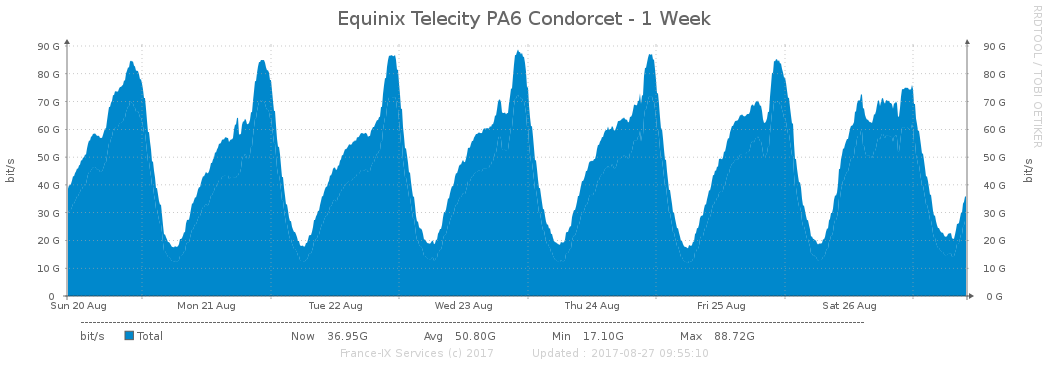 Equinix Telecity PA6 Condorcet - 1 Week
RRDTOOL / TOBI OETIKER
bit/s
90 G
80 G
70 G
60 G
50 G
40 G
30 G
20 G
10 G
0
90 G
80 G
70 G
60 G
50 G
40 G
30 G
20 G
10 G
0 G
bit/s
Sun 20 Aug Mon 21 Aug Tue 22 Aug Wed 23 Aug Thu 24 Aug Fri 25 Aug Sat 26 Aug
bit/s Total Now 36.95G Avg 50.80G Min 17.10G Max 88.72G
France-IX Services (c) 2017 Updated : 2017-08-27 09:55:10